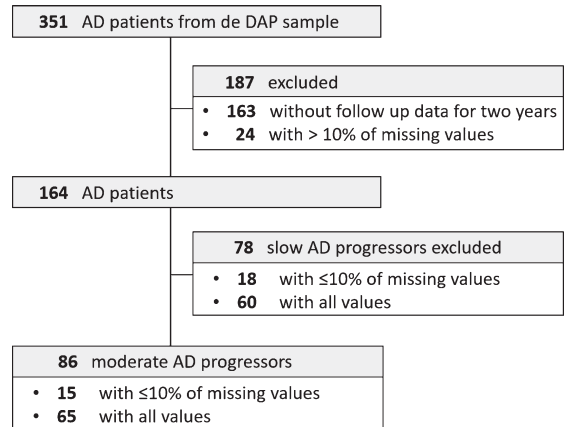 351 AD patients from de DAP sample
187 excluded
• 163 without follow up data for two years
• 24 with > 10% of missing values
164 AD patients
78 slow AD progressors excluded
• 18 with ≤10% of missing values
• 60 with all values
86 moderate AD progressors
• 15 with ≤10% of missing values
• 65 with all values